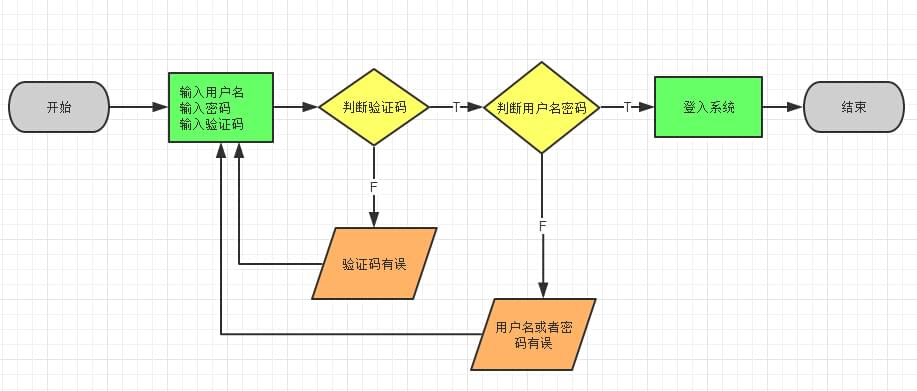 开始
输入用户名
输入密码
输入验证码
判断验证码
T
判断用户名密码
T
登入系统
结束
F
F
验证码有误
用户名或者密
码有误